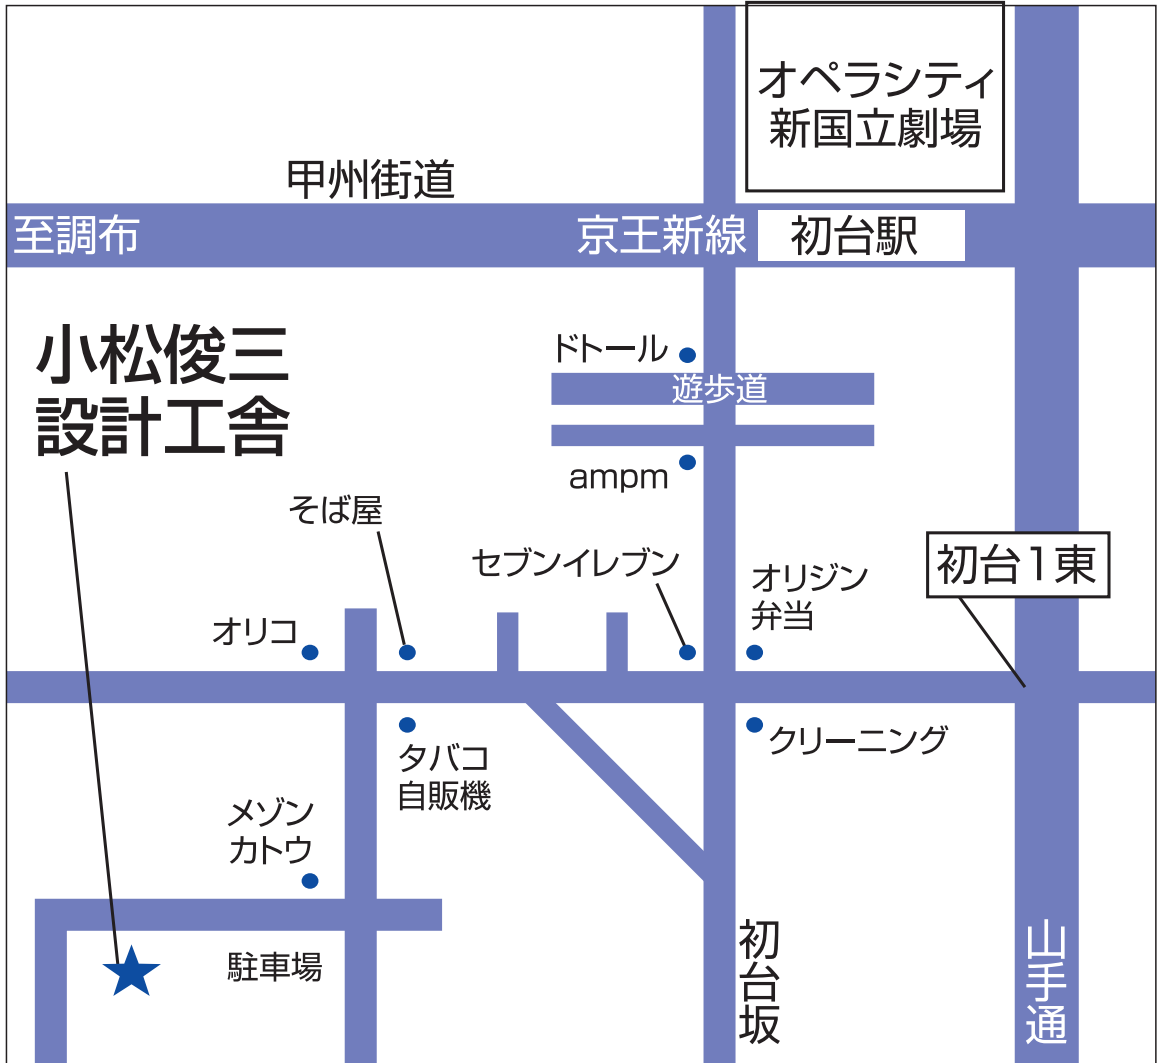 オペラシティ
新国立劇場
甲州街道
至調布
京王新線
初台駅
小松俊三
設計工舎
ドトール
遊歩道
ampm
そば屋
セブンイレブン
オリジン
弁当
初台1東
オリコ
タバコ
自販機
クリーニング
メゾン
カトウ
駐車場
初台坂
山手通